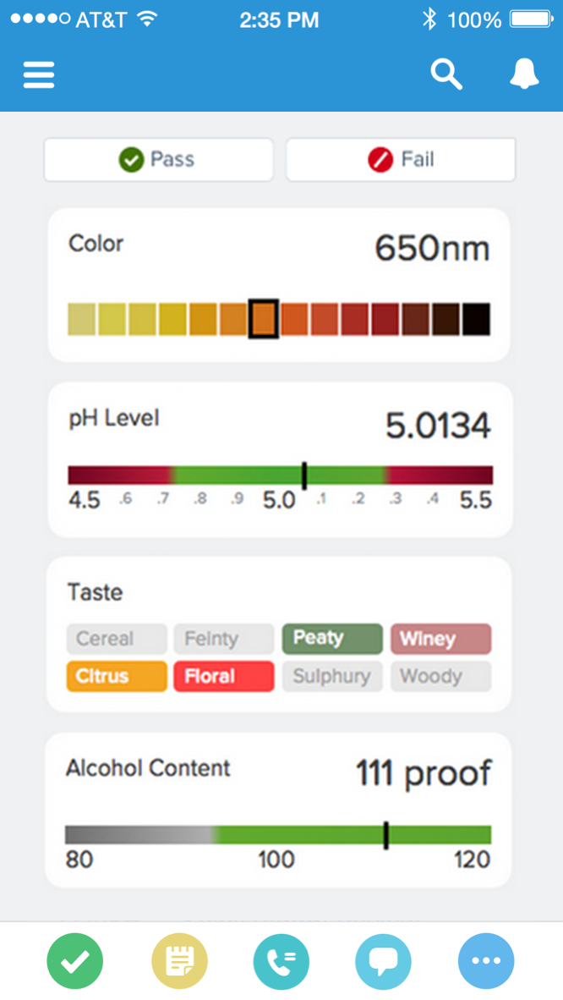 AT&T 2:35 PM 100%
Pass Fail
Color 650nm
pH Level 5.0134
4.5 .6 .7 .8 .9 5.0 .1 .2 .3 .4 5.5
Taste
Cereal Feinty Peaty Winey
Citrus Floral Sulphury Woody
Alcohol Content 111 proof
80 100 120